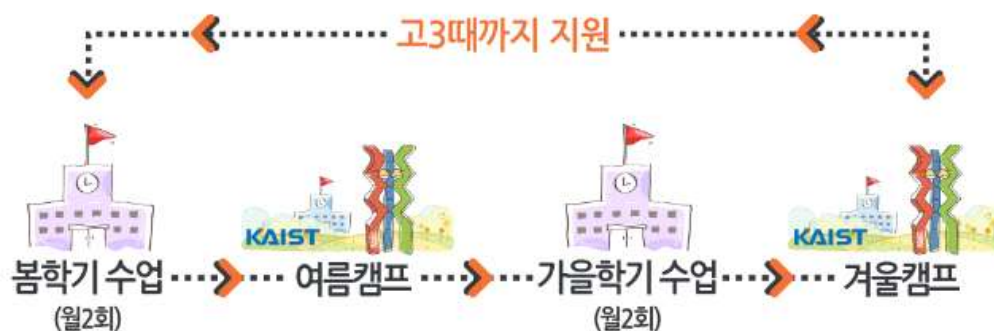 고3때까지 지원
KAIST
KAIST
봄학기 수업
여름캠프
가을학기 수업
겨울캠프
(월2회)
(월2회)